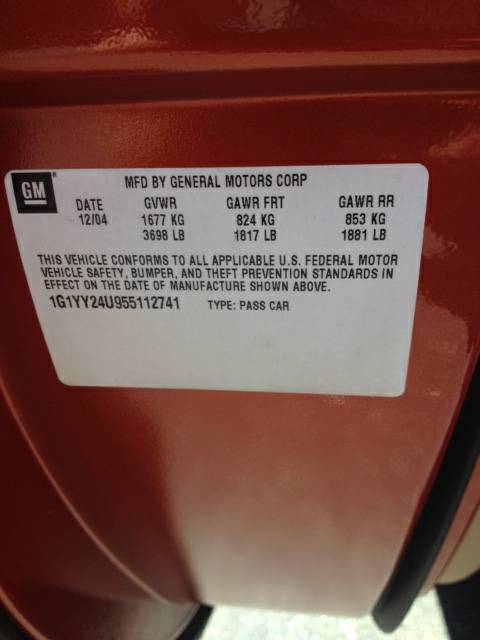 GM
MFD BY GENERAL MOTORS CORP
DATE GVWR GAWR FRT GAWR RR
12/04 1677 KG 824 KG 853 KG
3698 LB 1817 LB 1881 LB
THIS VEHICLE CONFORMS TO ALL APPLICABLE U.S. FEDERAL MOTOR
VEHICLE SAFETY, BUMPER, AND THEFT PREVENTION STANDARDS IN
EFFECT ON THE DATE OF MANUFACTURE SHOWN ABOVE.
1G1YY24U955112741 TYPE: PASS CAR